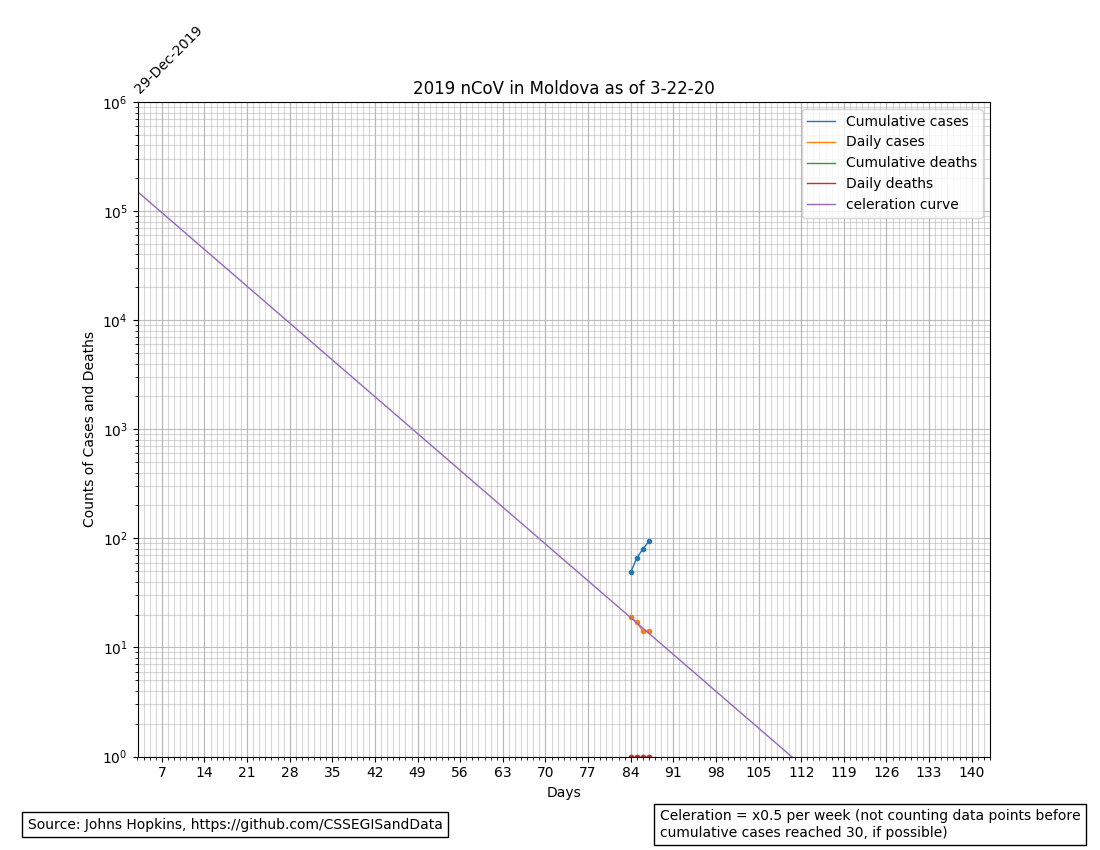 29-Dec-2019
2019 nCoV in Moldova as of 3-22-20
Cumulative cases
Daily cases
Cumulative deaths
Daily deaths
celeration curve
Counts of Cases and Deaths
10^6
10^5
10^4
10^3
10^2
10^1
10^0
7 14 21 28 35 42 49 56 63 70 77 84 91 98 105 112 119 126 133 140
Days
Source: Johns Hopkins, https://github.com/CSSEGISandData
Celeration = x0.5 per week (not counting data points before
cumulative cases reached 30, if possible)